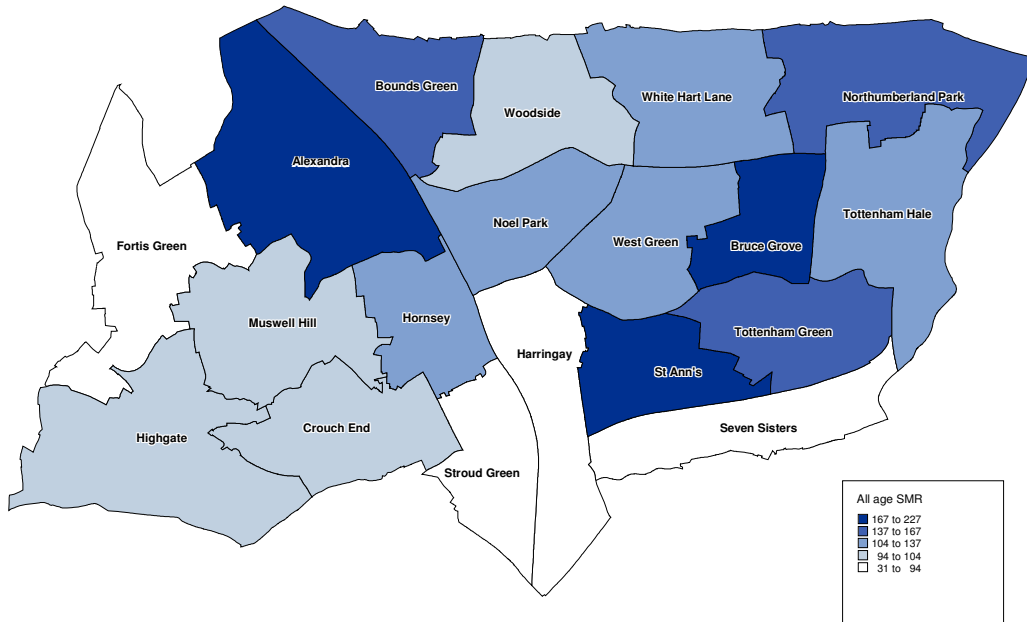 Bounds Green
Woodside
White Hart Lane
Northumberland Park
Alexandra
Noel Park
Tottenham Hale
Fortis Green
West Green
Bruce Grove
Muswell Hill
Hornsey
Tottenham Green
Harringay
St Ann's
Crouch End
Seven Sisters
Highgate
Stroud Green
All age SMR
167 to 227
137 to 167
104 to 137
94 to 104
31 to 94